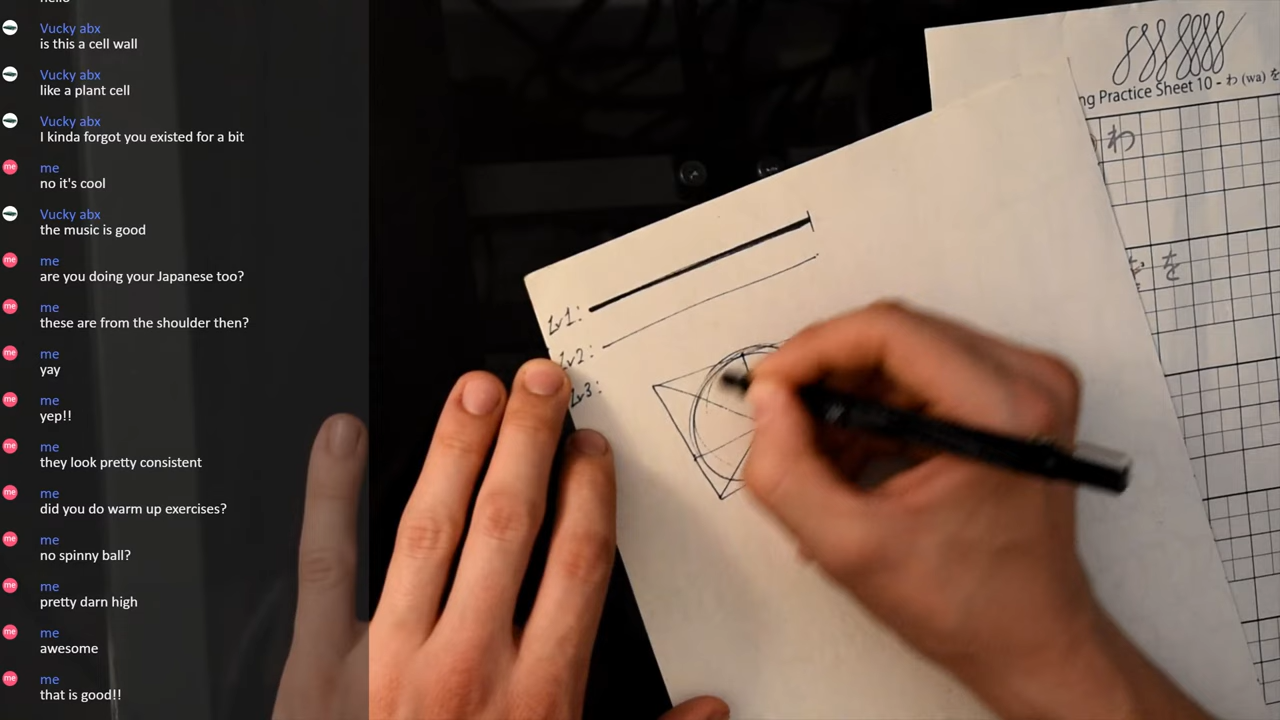 hello
Vucky abx
is this a cell wall
Vucky abx
like a plant cell
Vucky abx
I kinda forgot you existed for a bit
me
no it's cool
Vucky abx
the music is good
me
are you doing your Japanese too?
me
these are from the shoulder then?
me
yay
me
yep!!
me
they look pretty consistent
me
did you do warm up exercises?
me
no spinny ball?
me
pretty darn high
me
awesome
me
that is good!!
Lv1:
Lv2:
Lv3:
Practice Sheet 10 - わ (wa) を
わ
を